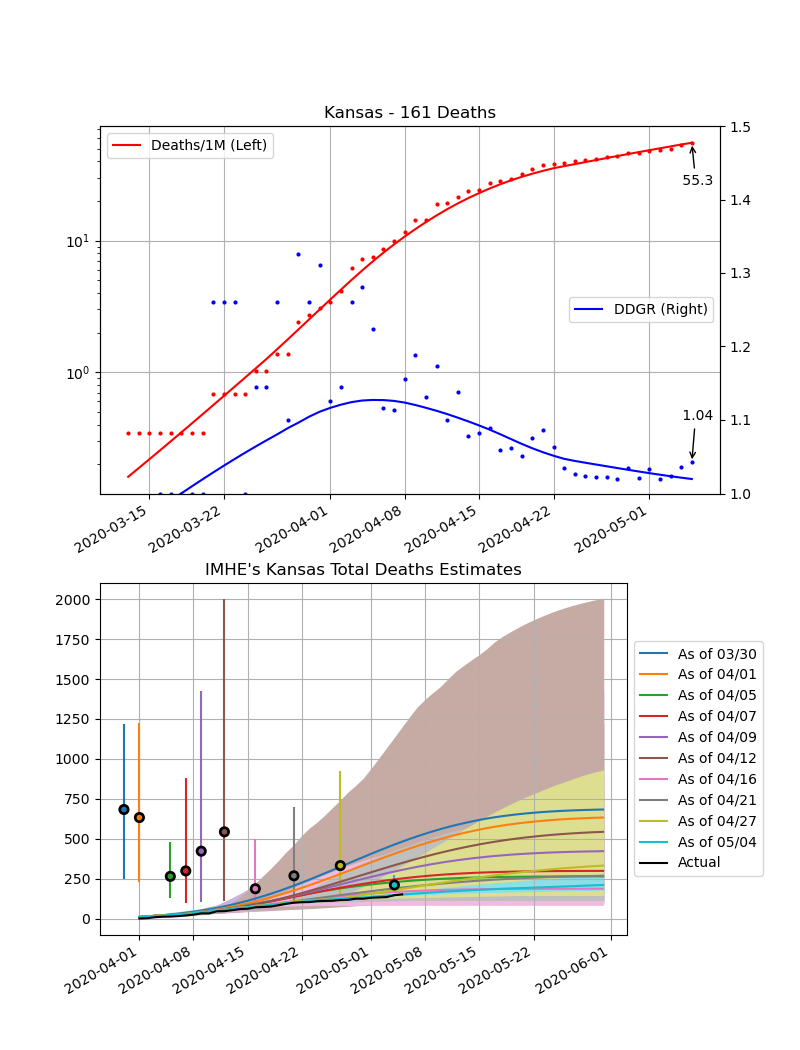 Kansas - 161 Deaths
Deaths/1M (Left)
1.5
1.4
1.3
1.2
1.1
1.0
10¹
10⁰
55.3
DDGR (Right)
1.04
2020-03-15
2020-03-22
2020-04-01
2020-04-08
2020-04-15
2020-04-22
2020-05-01
IMHE's Kansas Total Deaths Estimates
2000
1750
1500
1250
1000
750
500
250
0
As of 03/30
As of 04/01
As of 04/05
As of 04/07
As of 04/09
As of 04/12
As of 04/16
As of 04/21
As of 04/27
As of 05/04
Actual
2020-04-01
2020-04-08
2020-04-15
2020-04-22
2020-05-01
2020-05-08
2020-05-15
2020-05-22
2020-06-01